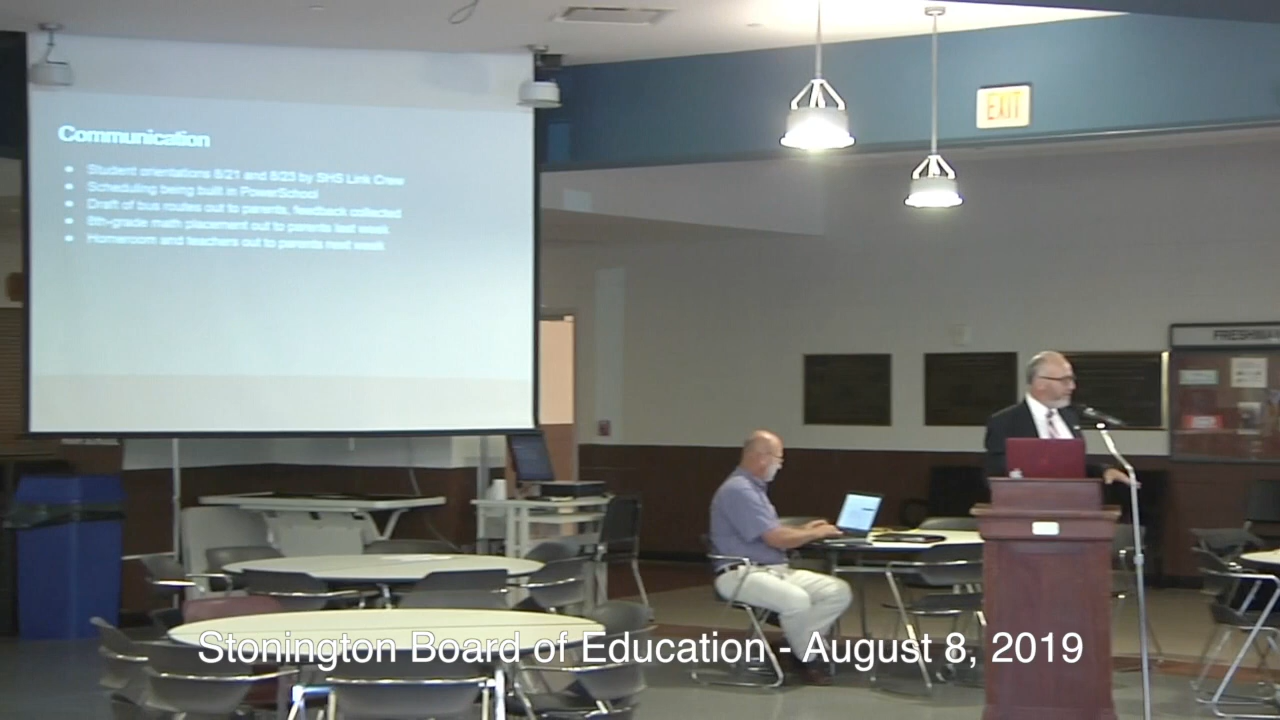 Communication
Student orientations 8/21 and 8/23 by SHS Link Crew
Scheduling being built in PowerSchool
Draft of bus routes out to parents, feedback collected
8th-grade math placement out to parents last week
Homeroom and teachers out to parents next week
EXIT
Stonington Board of Education - August 8, 2019